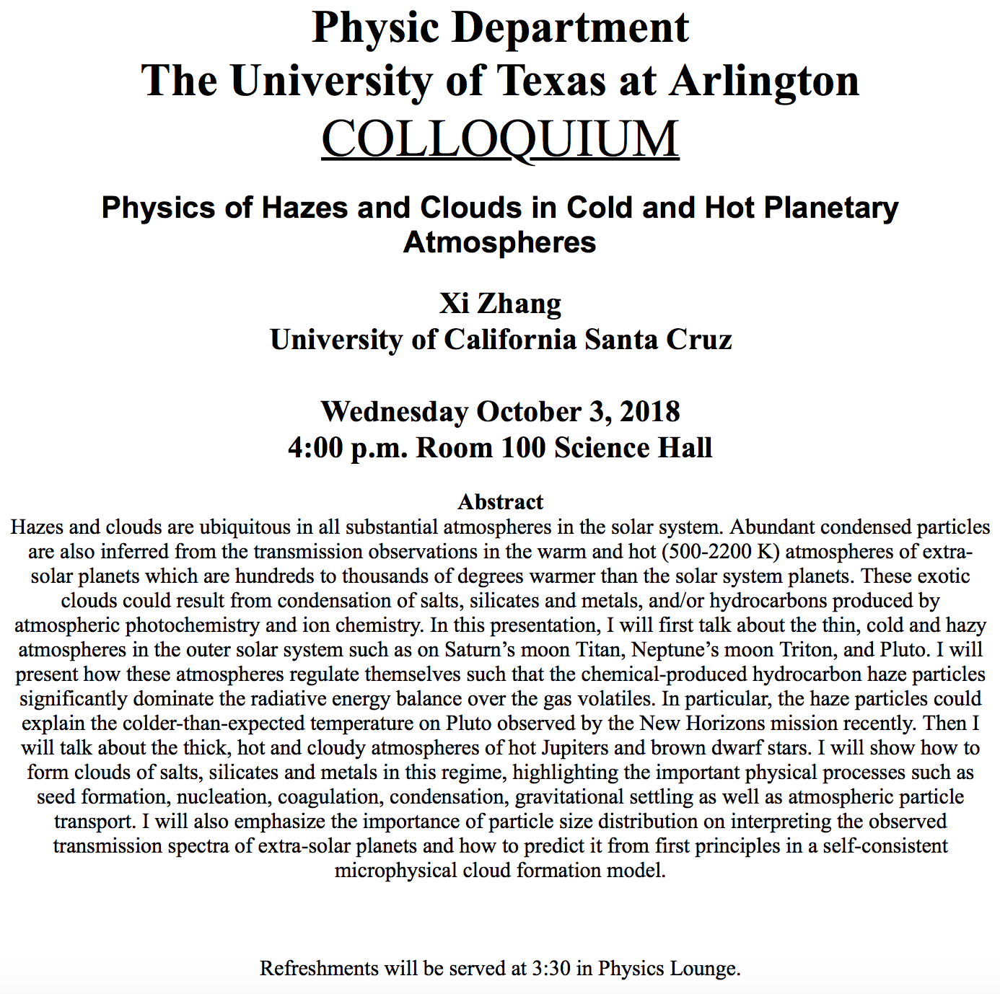 Physic Department
The University of Texas at Arlington
COLLOQUIUM
Physics of Hazes and Clouds in Cold and Hot Planetary
Atmospheres
Xi Zhang
University of California Santa Cruz
Wednesday October 3, 2018
4:00 p.m. Room 100 Science Hall
Abstract
Hazes and clouds are ubiquitous in all substantial atmospheres in the solar system. Abundant condensed particles
are also inferred from the transmission observations in the warm and hot (500-2200 K) atmospheres of extra-
solar planets which are hundreds to thousands of degrees warmer than the solar system planets. These exotic
clouds could result from condensation of salts, silicates and metals, and/or hydrocarbons produced by
atmospheric photochemistry and ion chemistry. In this presentation, I will first talk about the thin, cold and hazy
atmospheres in the outer solar system such as on Saturn’s moon Titan, Neptune’s moon Triton, and Pluto. I will
present how these atmospheres regulate themselves such that the chemical-produced hydrocarbon haze particles
significantly dominate the radiative energy balance over the gas volatiles. In particular, the haze particles could
explain the colder-than-expected temperature on Pluto observed by the New Horizons mission recently. Then I
will talk about the thick, hot and cloudy atmospheres of hot Jupiters and brown dwarf stars. I will show how to
form clouds of salts, silicates and metals in this regime, highlighting the important physical processes such as
seed formation, nucleation, coagulation, condensation, gravitational settling as well as atmospheric particle
transport. I will also emphasize the importance of particle size distribution on interpreting the observed
transmission spectra of extra-solar planets and how to predict it from first principles in a self-consistent
microphysical cloud formation model.
Refreshments will be served at 3:30 in Physics Lounge.